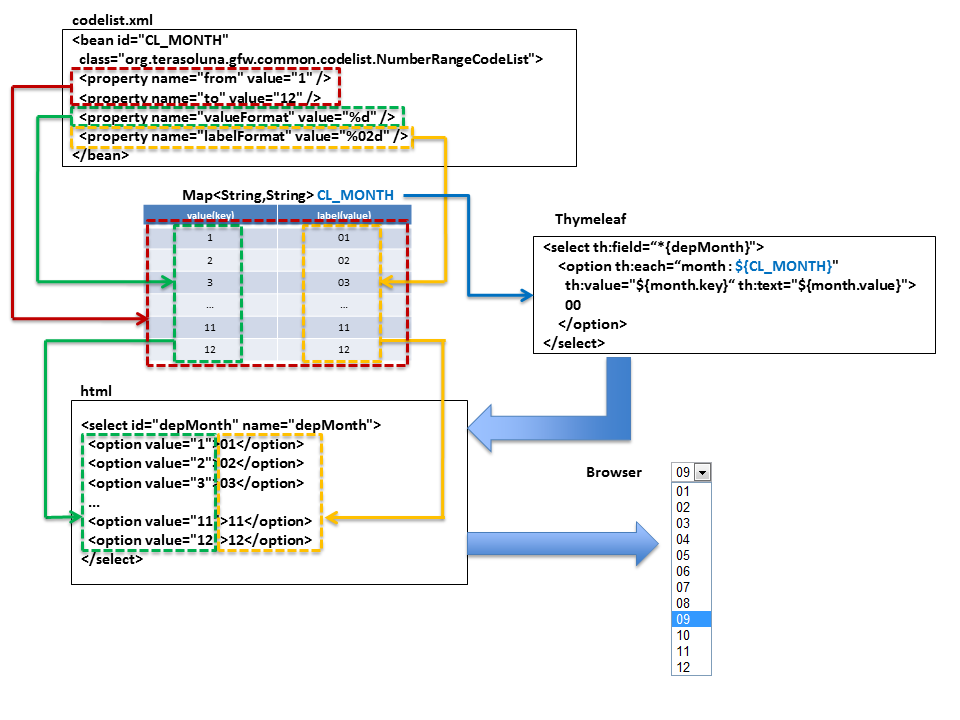 codelist.xml
<bean id="CL_MONTH"
class="org.terasoluna.gfw.common.codelist.NumberRangeCodeList">
<property name="from" value="1" />
<property name="to" value="12" />
<property name="valueFormat" value="%d" />
<property name="labelFormat" value="%02d" />
</bean>
Map<String,String> CL_MONTH
value(key) label(value)
1 01
2 02
3 03
... ...
11 11
12 12
Thymeleaf
<select th:field=“*{depMonth}">
<option th:each=“month : ${CL_MONTH}"
th:value="${month.key}“ th:text="${month.value}">
00
</option>
</select>
html
<select id="depMonth" name="depMonth">
<option value="1">01</option>
<option value="2">02</option>
<option value="3">03</option>
...
<option value="11">11</option>
<option value="12">12</option>
</select>
Browser
09
01
02
03
04
05
06
07
08
09
10
11
12